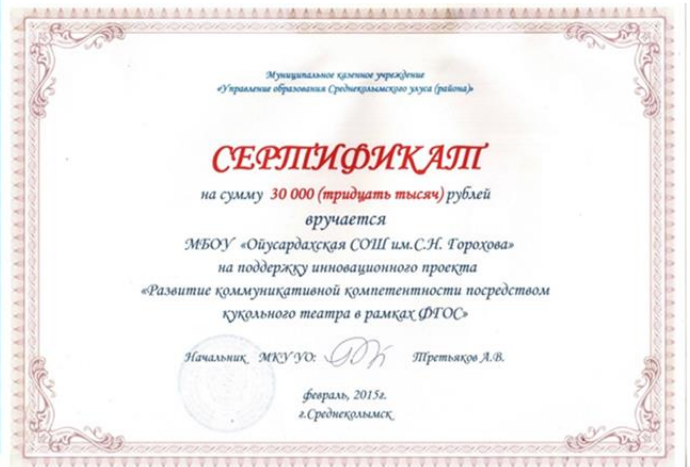 Муниципальное казенное учреждение
«Управление образования Среднеколымского улуса (района)»
СЕРТИФИКАТ
на сумму 30 000 (тридцать тысяч) рублей
вручается
МБОУ «Ойусардахская СОШ им.С.Н. Горохова»
на поддержку инновационного проекта
«Развитие коммуникативной компетентности посредством
кукольного театра в рамках ФГОС»
Начальник МКУ УО: Третьяков А.В.
февраль, 2015г.
г.Среднеколымск